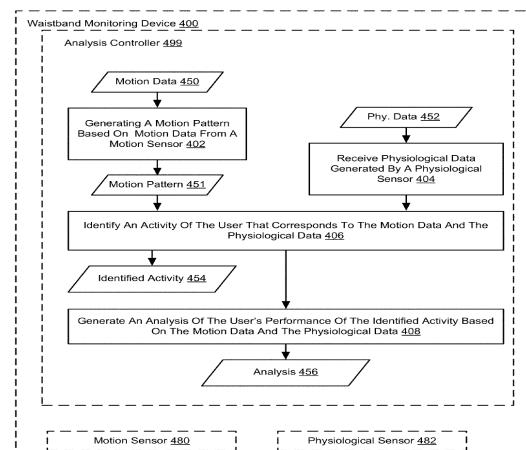 Waistband Monitoring Device 400
Analysis Controller 499
Motion Data 450
Generating A Motion Pattern
Based On Motion Data From A
Motion Sensor 402
Phy. Data 452
Receive Physiological Data
Generated By A Physiological
Sensor 404
Motion Pattern 451
Identify An Activity Of The User That Corresponds To The Motion Data And The
Physiological Data 406
Identified Activity 454
Generate An Analysis Of The User's Performance Of The Identified Activity Based
On The Motion Data And The Physiological Data 408
Analysis 456
Motion Sensor 480
Physiological Sensor 482